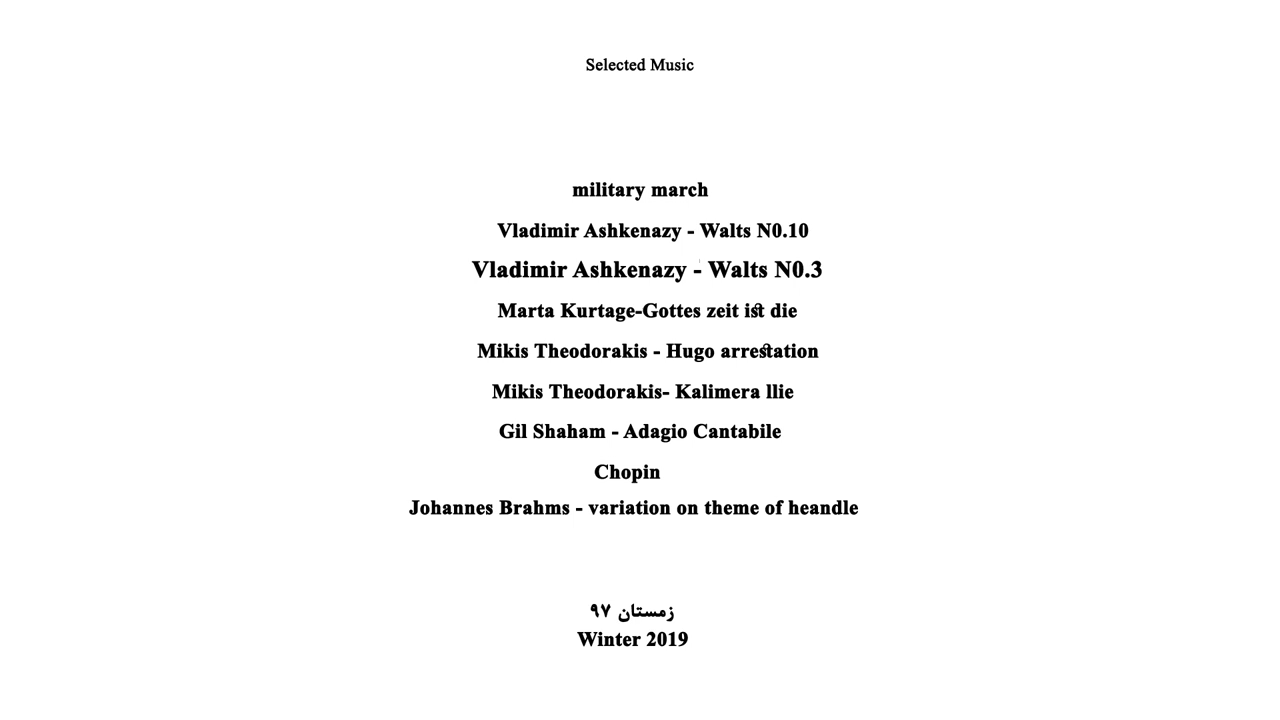 Selected Music
military march
Vladimir Ashkenazy - Walts N0.10
Vladimir Ashkenazy - Walts N0.3
Marta Kurtage-Gottes zeit ist die
Mikis Theodorakis - Hugo arrestation
Mikis Theodorakis- Kalimera llie
Gil Shaham - Adagio Cantabile
Chopin
Johannes Brahms - variation on theme of heandle
زمستان ۹۷
Winter 2019